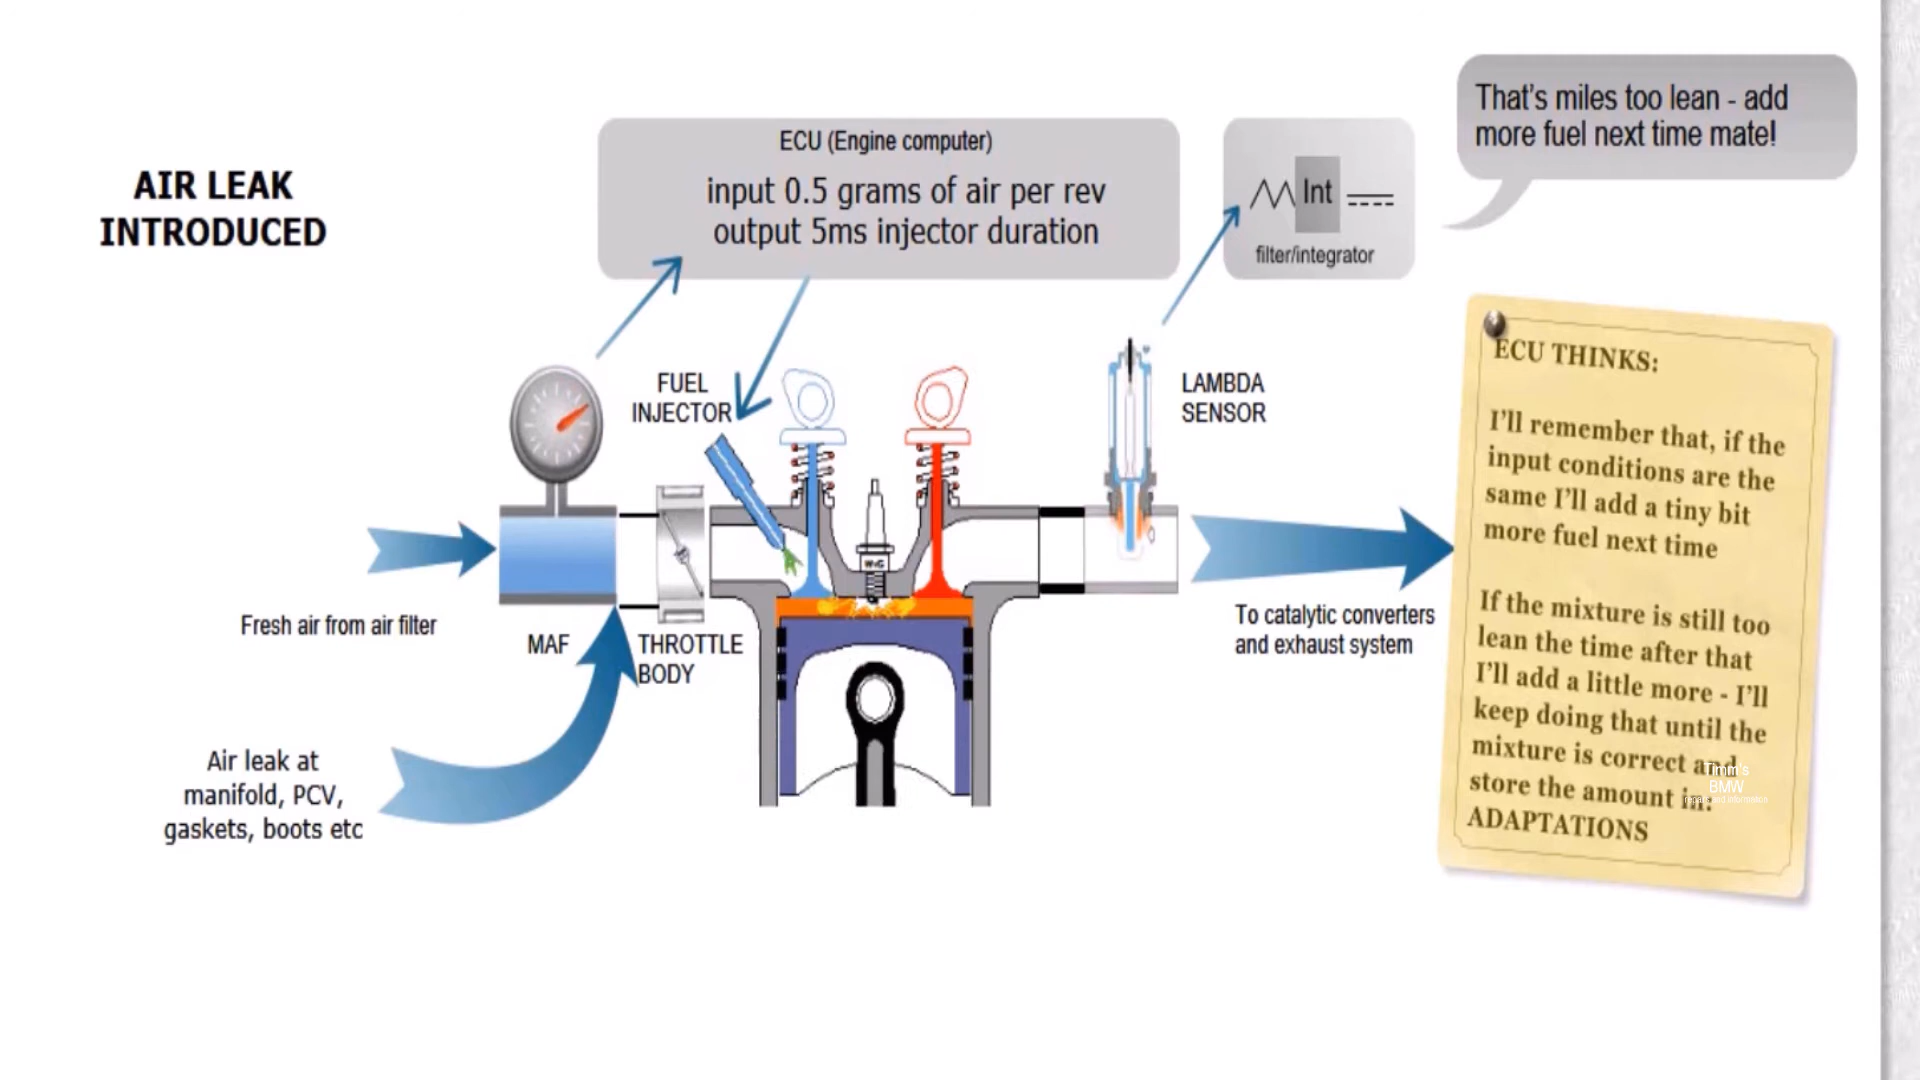 That's miles too lean - add
more fuel next time mate!
ECU (Engine computer)
input 0.5 grams of air per rev
output 5ms injector duration
AIR LEAK
INTRODUCED
Int
filter/integrator
FUEL
INJECTOR
LAMBDA
SENSOR
ECU THINKS:
I'll remember that, if the
input conditions are the
same I'll add a tiny bit
more fuel next time
If the mixture is still too
lean the time after that
I'll add a little more - I'll
keep doing that until the
mixture is correct and
store the amount in:
ADAPTATIONS
Timm's
BMW
repairs and information
W+G
Fresh air from air filter
MAF
THROTTLE
BODY
To catalytic converters
and exhaust system
Air leak at
manifold, PCV,
gaskets, boots etc